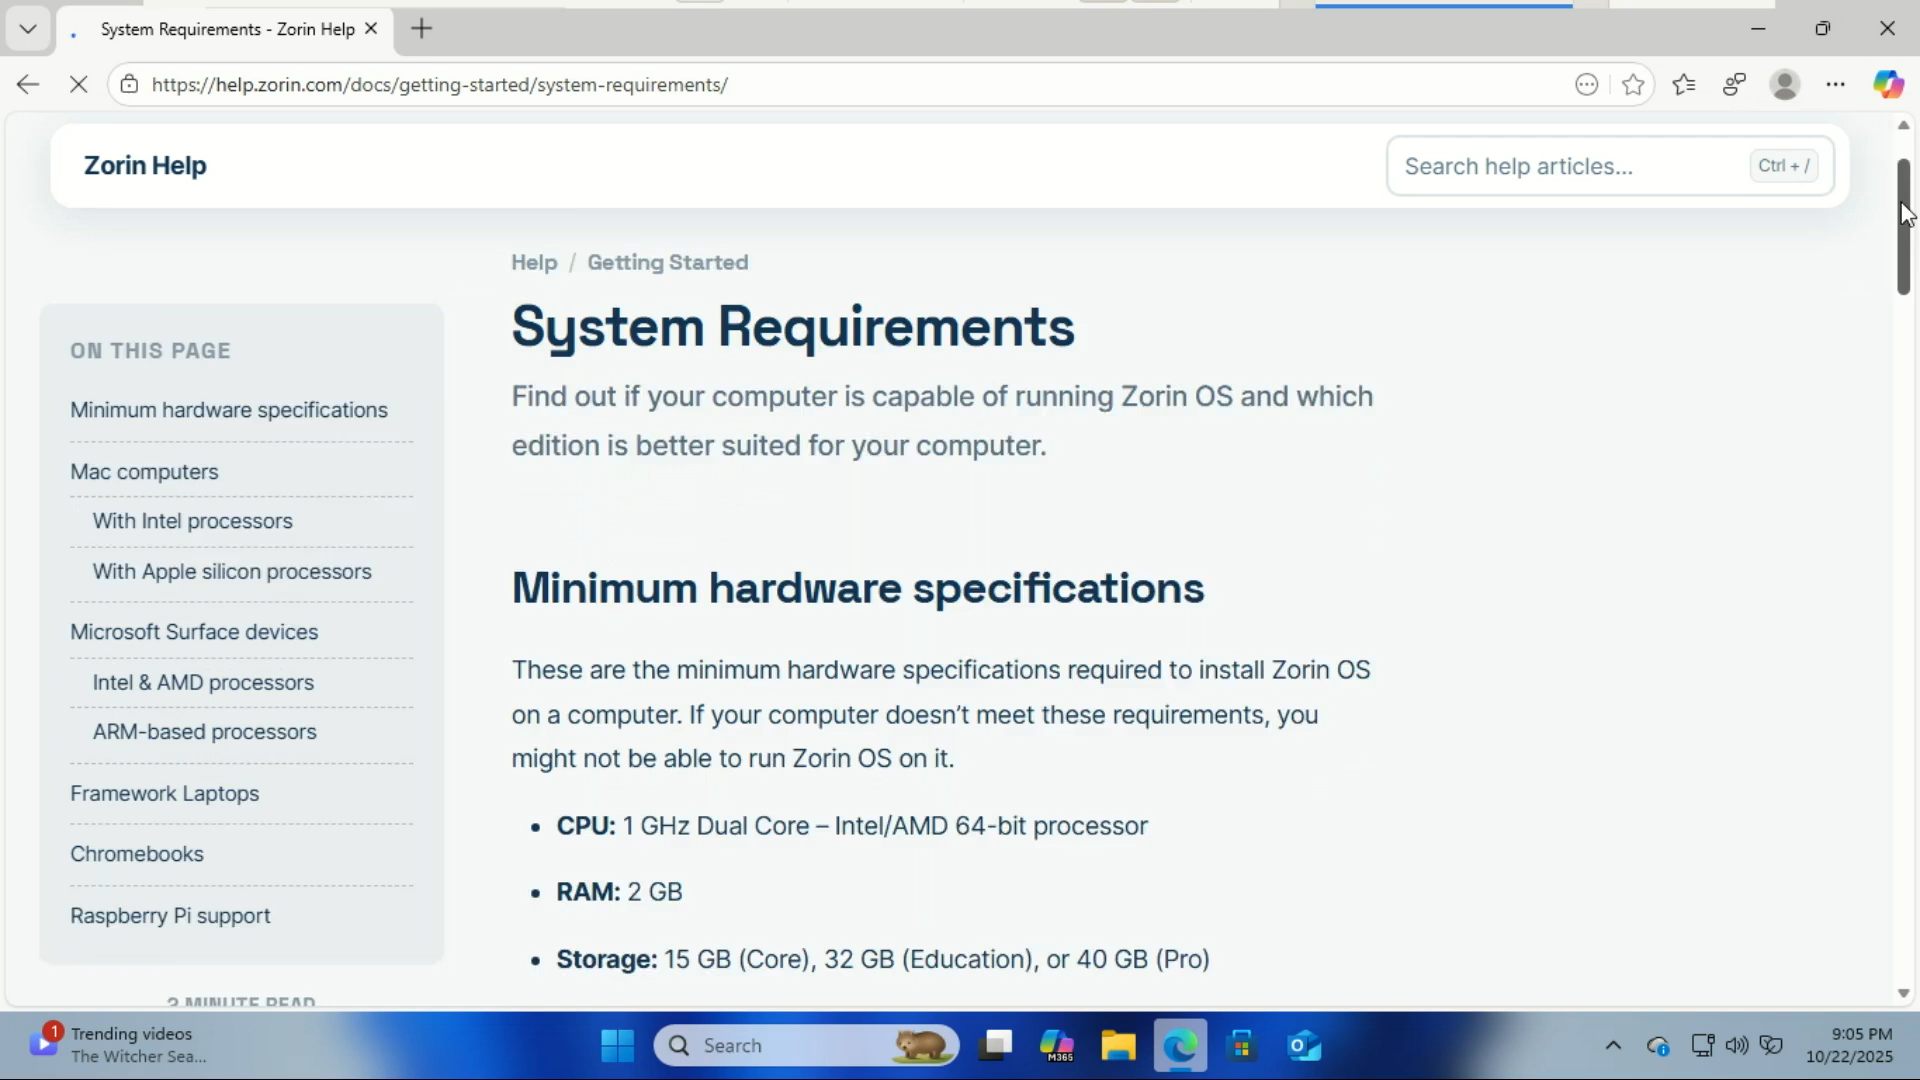 System Requirements - Zorin Help
https://help.zorin.com/docs/getting-started/system-requirements/
Zorin Help
Search help articles...
Ctrl + /
Help / Getting Started
System Requirements
Find out if your computer is capable of running Zorin OS and which
edition is better suited for your computer.
ON THIS PAGE
Minimum hardware specifications
Mac computers
With Intel processors
With Apple silicon processors
Microsoft Surface devices
Intel & AMD processors
ARM-based processors
Framework Laptops
Chromebooks
Raspberry Pi support
2 MINUTE READ
Minimum hardware specifications
These are the minimum hardware specifications required to install Zorin OS
on a computer. If your computer doesn't meet these requirements, you
might not be able to run Zorin OS on it.
• CPU: 1 GHz Dual Core – Intel/AMD 64-bit processor
• RAM: 2 GB
• Storage: 15 GB (Core), 32 GB (Education), or 40 GB (Pro)
1
Trending videos
The Witcher Sea...
Search
M365
9:05 PM
10/22/2025